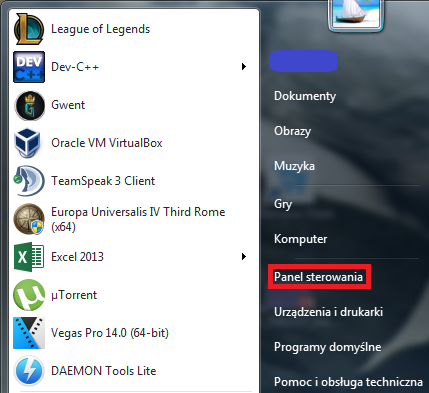 League of Legends
Dev-C++
Gwent
Oracle VM VirtualBox
TeamSpeak 3 Client
Europa Universalis IV Third Rome
(x64)
Excel 2013
µTorrent
Vegas Pro 14.0 (64-bit)
DAEMON Tools Lite
Dokumenty
Obrazy
Muzyka
Gry
Komputer
Panel sterowania
Urządzenia i drukarki
Programy domyślne
Pomoc i obsługa techniczna